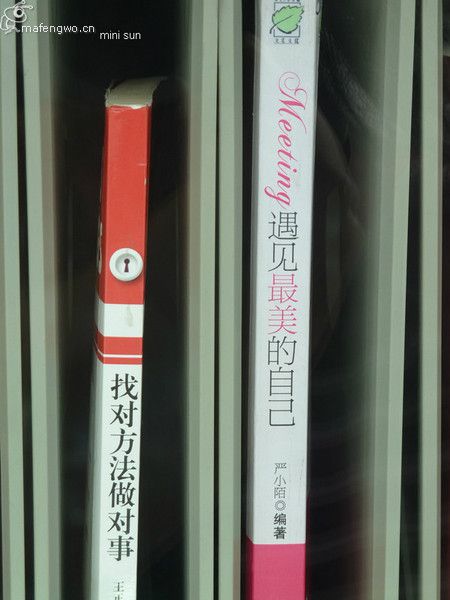 mafengwo.cn mini sun
找对方法做对事
王
Meeting
遇见最美的自己
严小陌◎编著